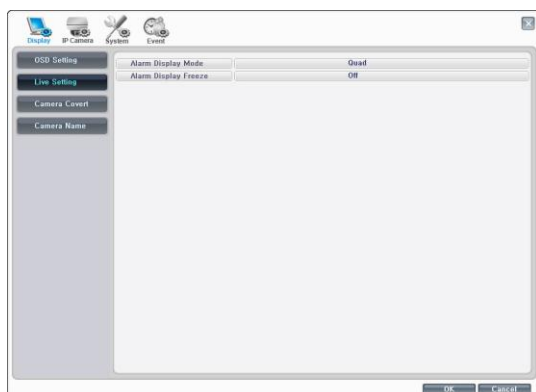 Display IP Camera System Event
OSD Setting
Live Setting
Camera Covert
Camera Name
Alarm Display Mode Quad
Alarm Display Freeze Off
OK Cancel